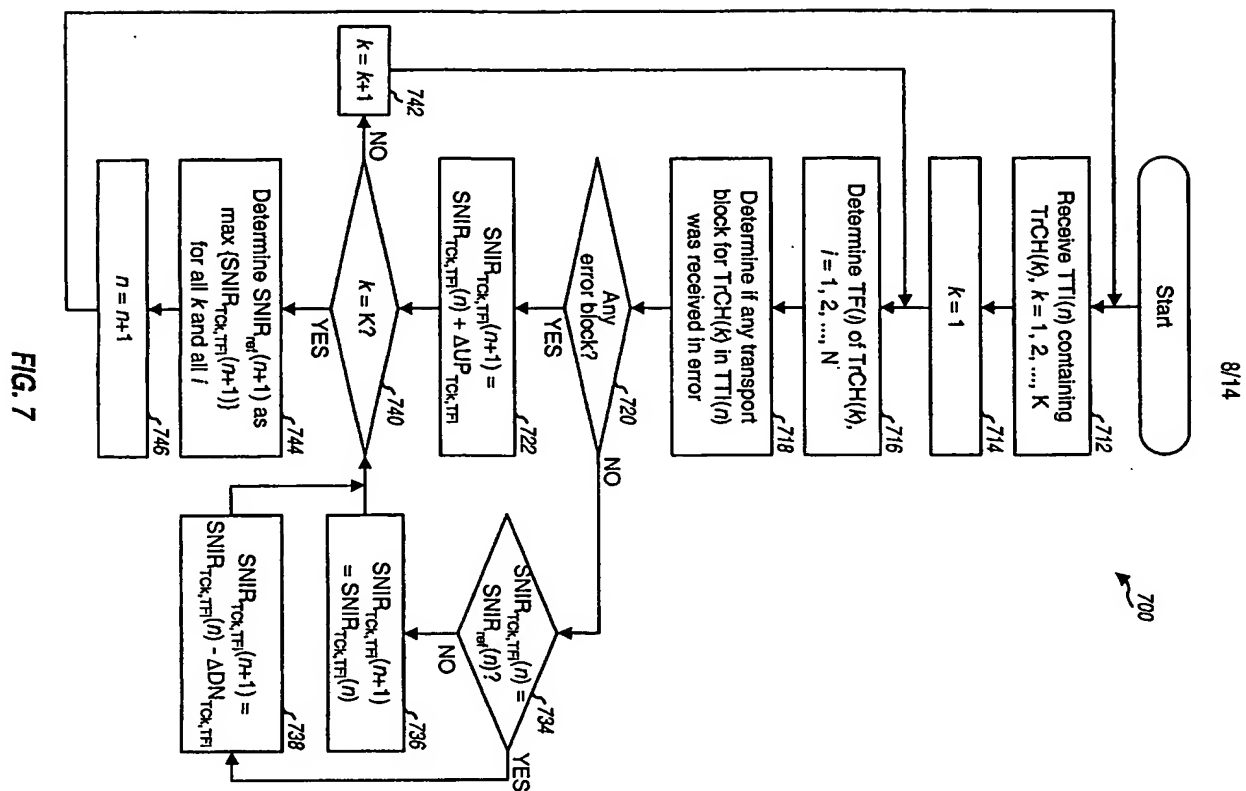 8/14
700
Start
Receive TTI(n) containing
TrCH(k), k = 1, 2, ..., K
712
k = 1
714
Determine TF(i) of TrCH(k),
i = 1, 2, ..., N
716
Determine if any transport
block for TrCH(k) in TTI(n)
was received in error
718
Any
error block?
720
NO
YES
SNIR_TCk,TFi(n+1) =
SNIR_TCk,TFi(n) + ΔUP_TCk,TFi
722
SNIR_TCk,TFi(n) =
SNIR_ref(n)?
734
NO
YES
SNIR_TCk,TFi(n+1)
= SNIR_TCk,TFi(n)
736
SNIR_TCk,TFi(n+1) =
SNIR_TCk,TFi(n) - ΔDN_TCk,TFi
738
k = K?
740
NO
YES
k = k+1
742
Determine SNIR_ref(n+1) as
max {SNIR_TCk,TFi(n+1)}
for all k and all i
744
n = n+1
746
FIG. 7